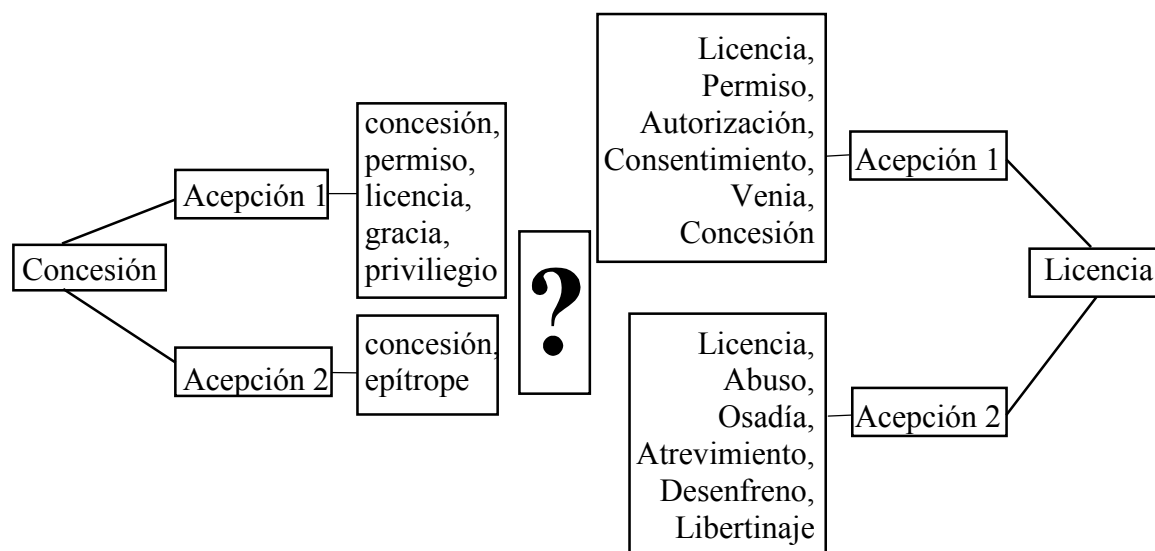 Concesión
Acepción 1
concesión,
permiso,
licencia,
gracia,
priviliegio
Acepción 2
concesión,
epítrope
?
Licencia,
Permiso,
Autorización,
Consentimiento,
Venia,
Concesión
Acepción 1
Licencia,
Abuso,
Osadía,
Atrevimiento,
Desenfreno,
Libertinaje
Acepción 2
Licencia